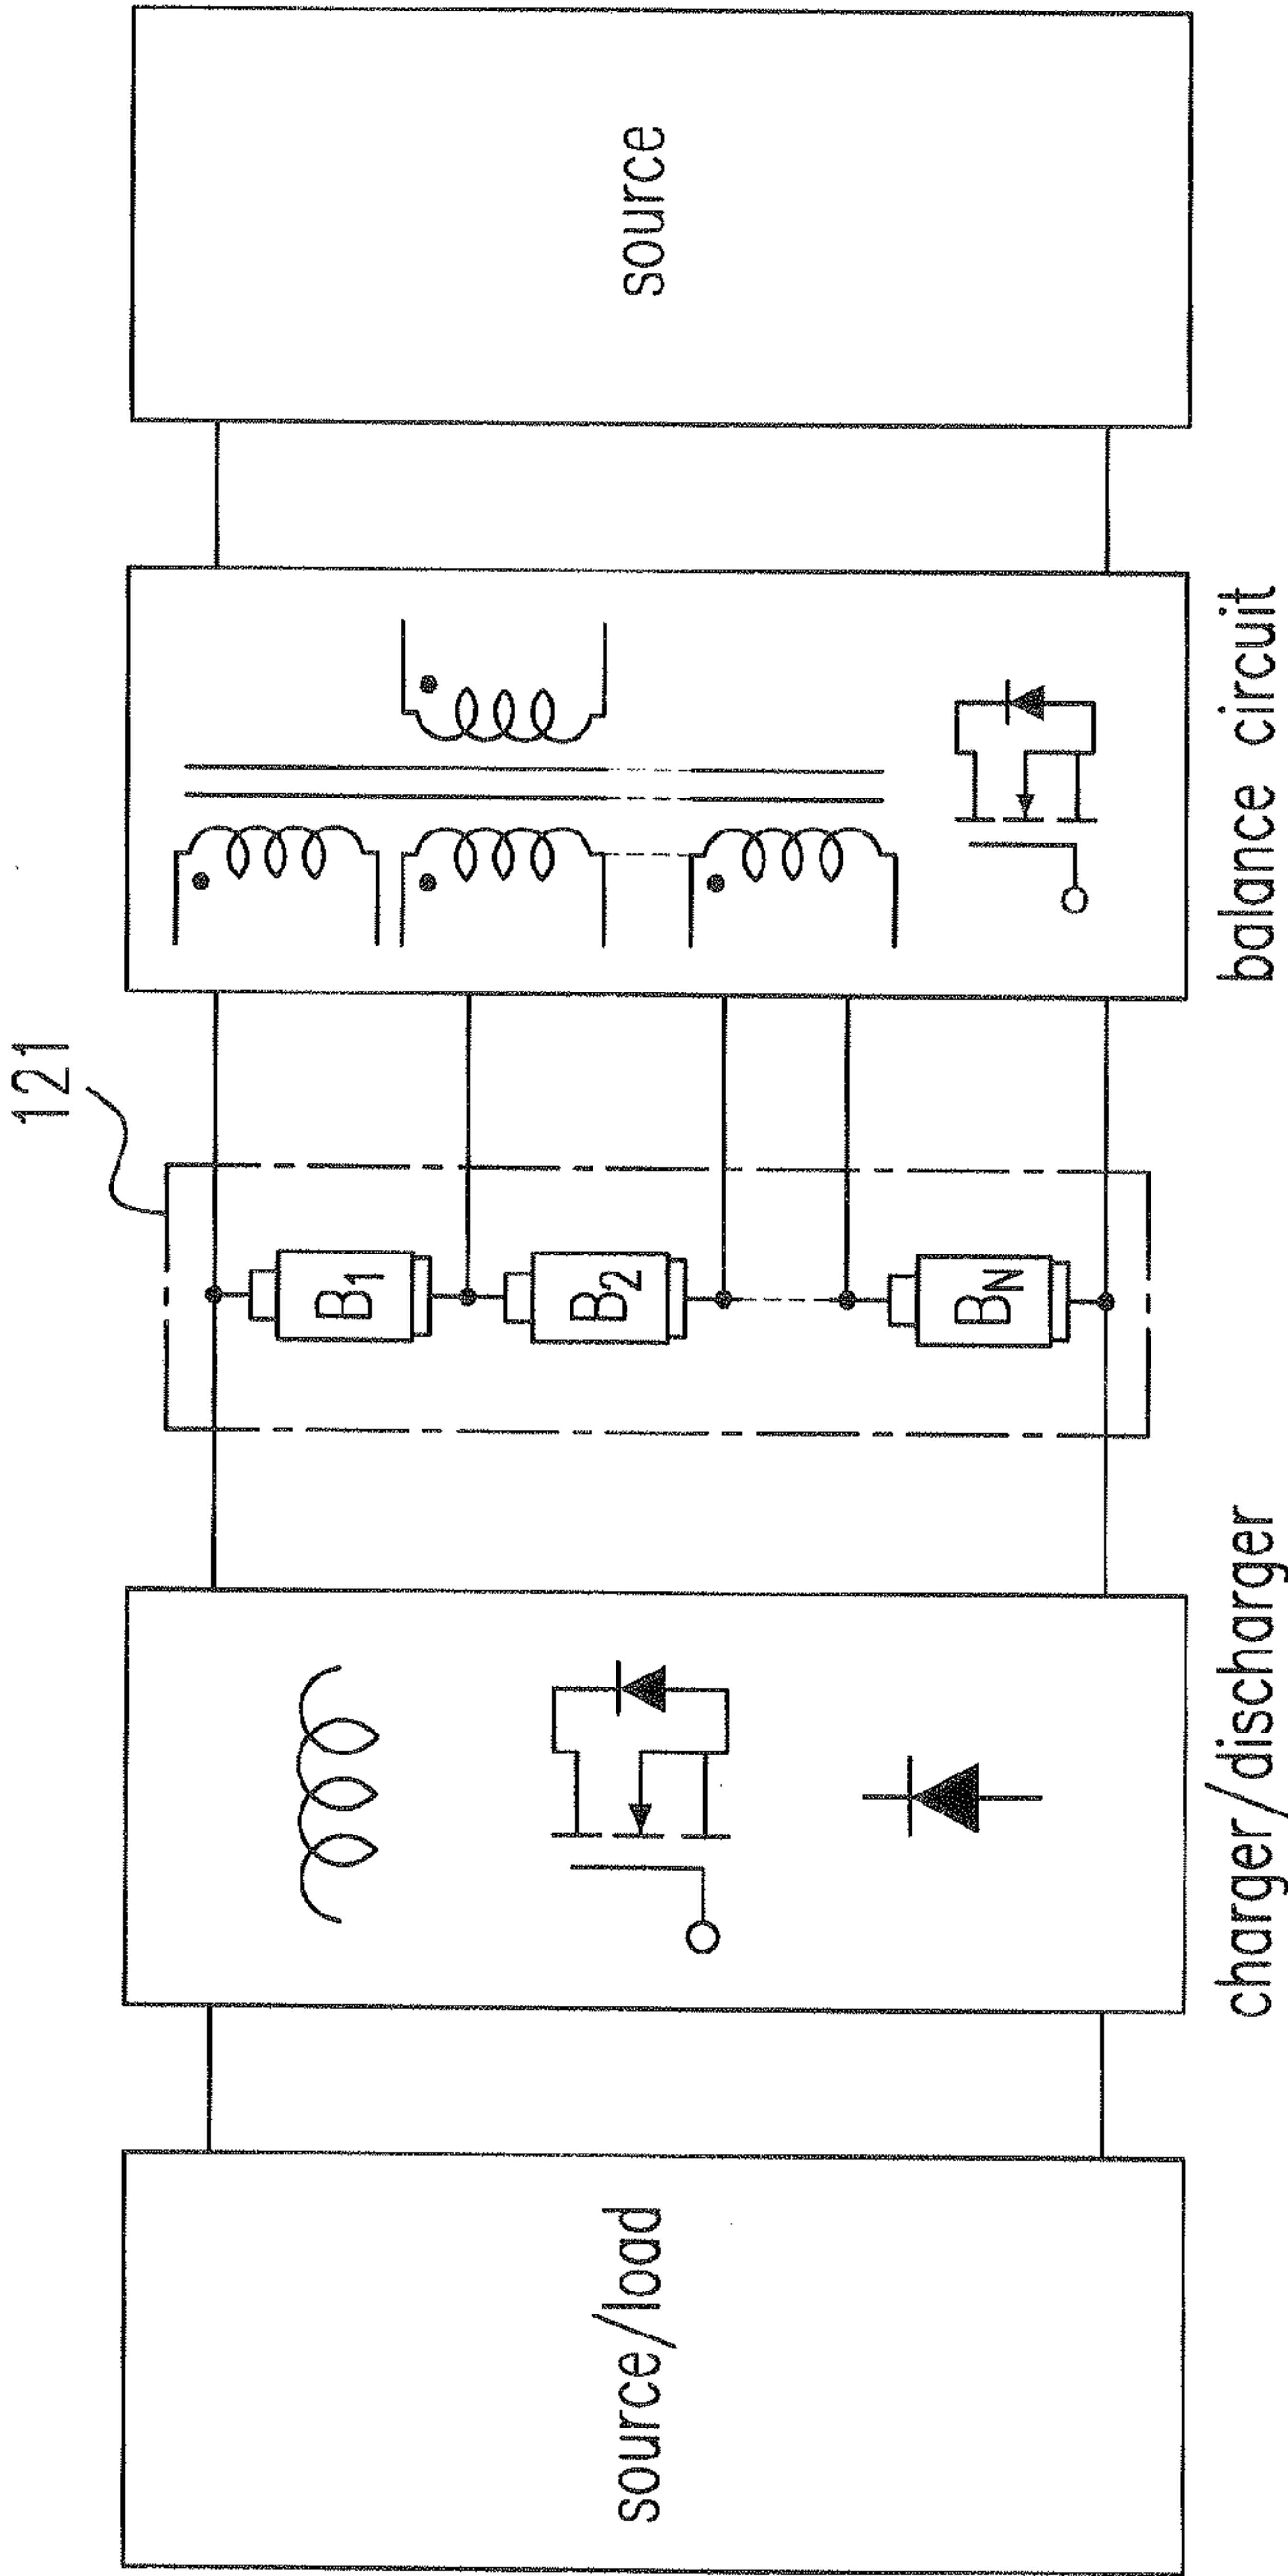 121
source/load
B1
B2
BN
source
charger/discharger
balance circuit